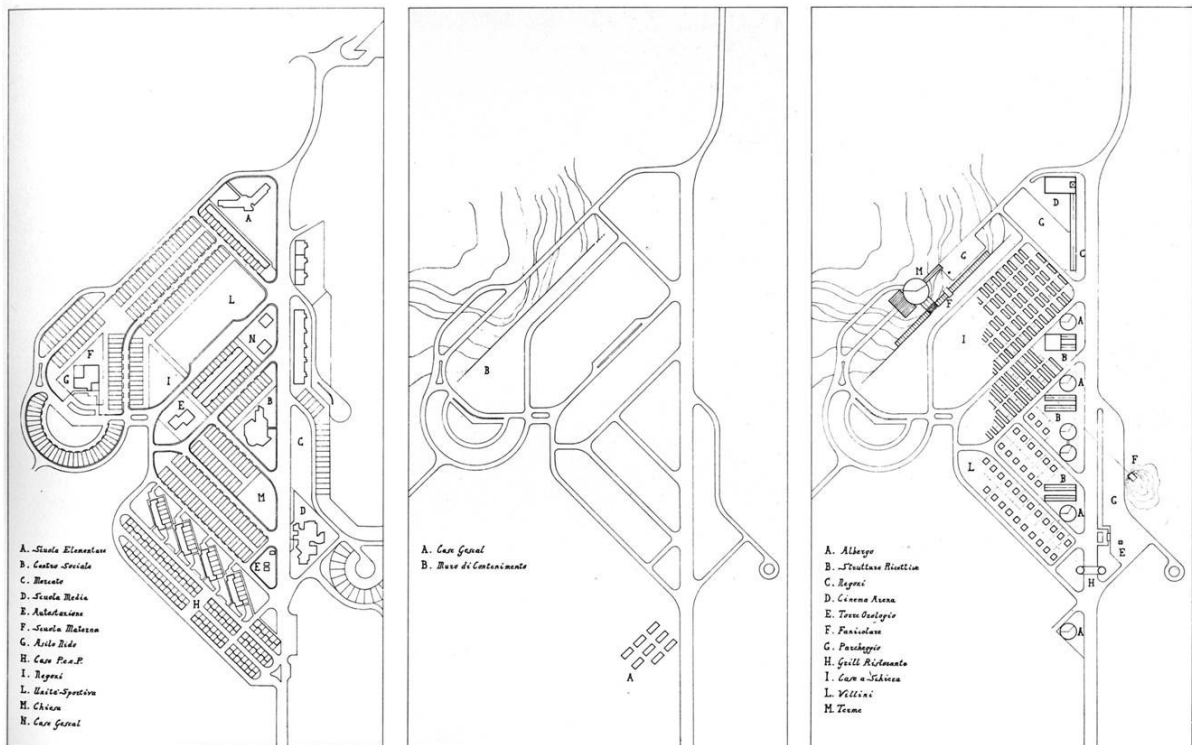 A
L
N
F
G
I
E
B
C
M
D
E
H
A. Scuola Elementare
B. Centro Sociale
C. Mercato
D. Scuola Media
E. Autostazione
F. Scuola Materna
G. Asilo Nido
H. Case P.e.e.P.
I. Negozi
L. Unità Sportiva
M. Chiesa
N. Case Gescal
B
A
A. Case Gescal
B. Muro di Contenimento
D
G
C
G
M
F
A
I
B
A
B
F
L
B
G
A
E
H
A
A. Albergo
B. Strutture Ricettive
C. Negozi
D. Cinema Arena
E. Torre Orologio
F. Funicolare
G. Parcheggio
H. Grill Ristorante
I. Case a Schiera
L. Villini
M. Terme